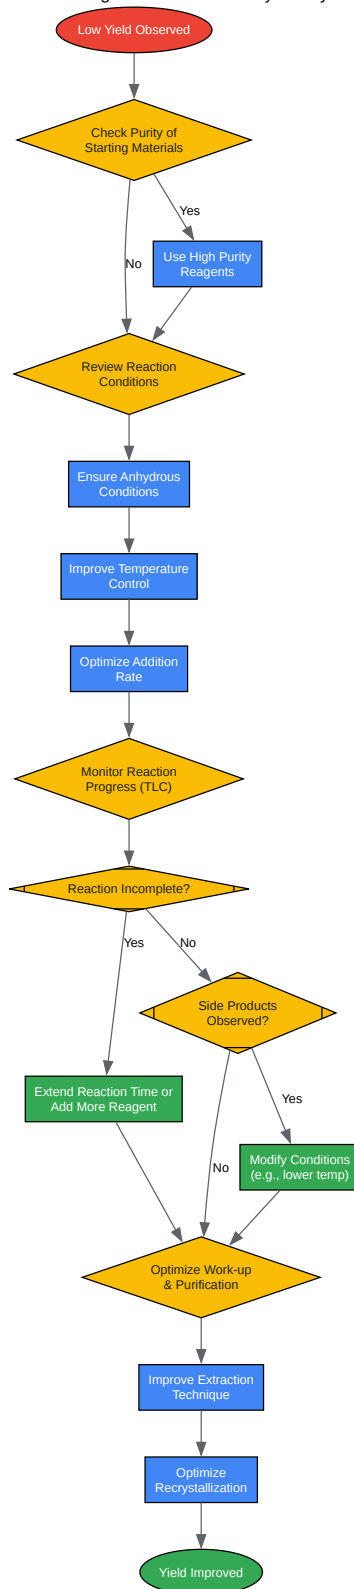 Low Yield Observed
Check Purity of
Starting Materials
Yes
Use High Purity
Reagents
No
Review Reaction
Conditions
Ensure Anhydrous
Conditions
Improve Temperature
Control
Optimize Addition
Rate
Monitor Reaction
Progress (TLC)
Reaction Incomplete?
Yes
No
Side Products
Observed?
Extend Reaction Time or
Add More Reagent
Yes
Modify Conditions
(e.g., lower temp)
No
Optimize Work-up
& Purification
Improve Extraction
Technique
Optimize
Recrystallization
Yield Improved